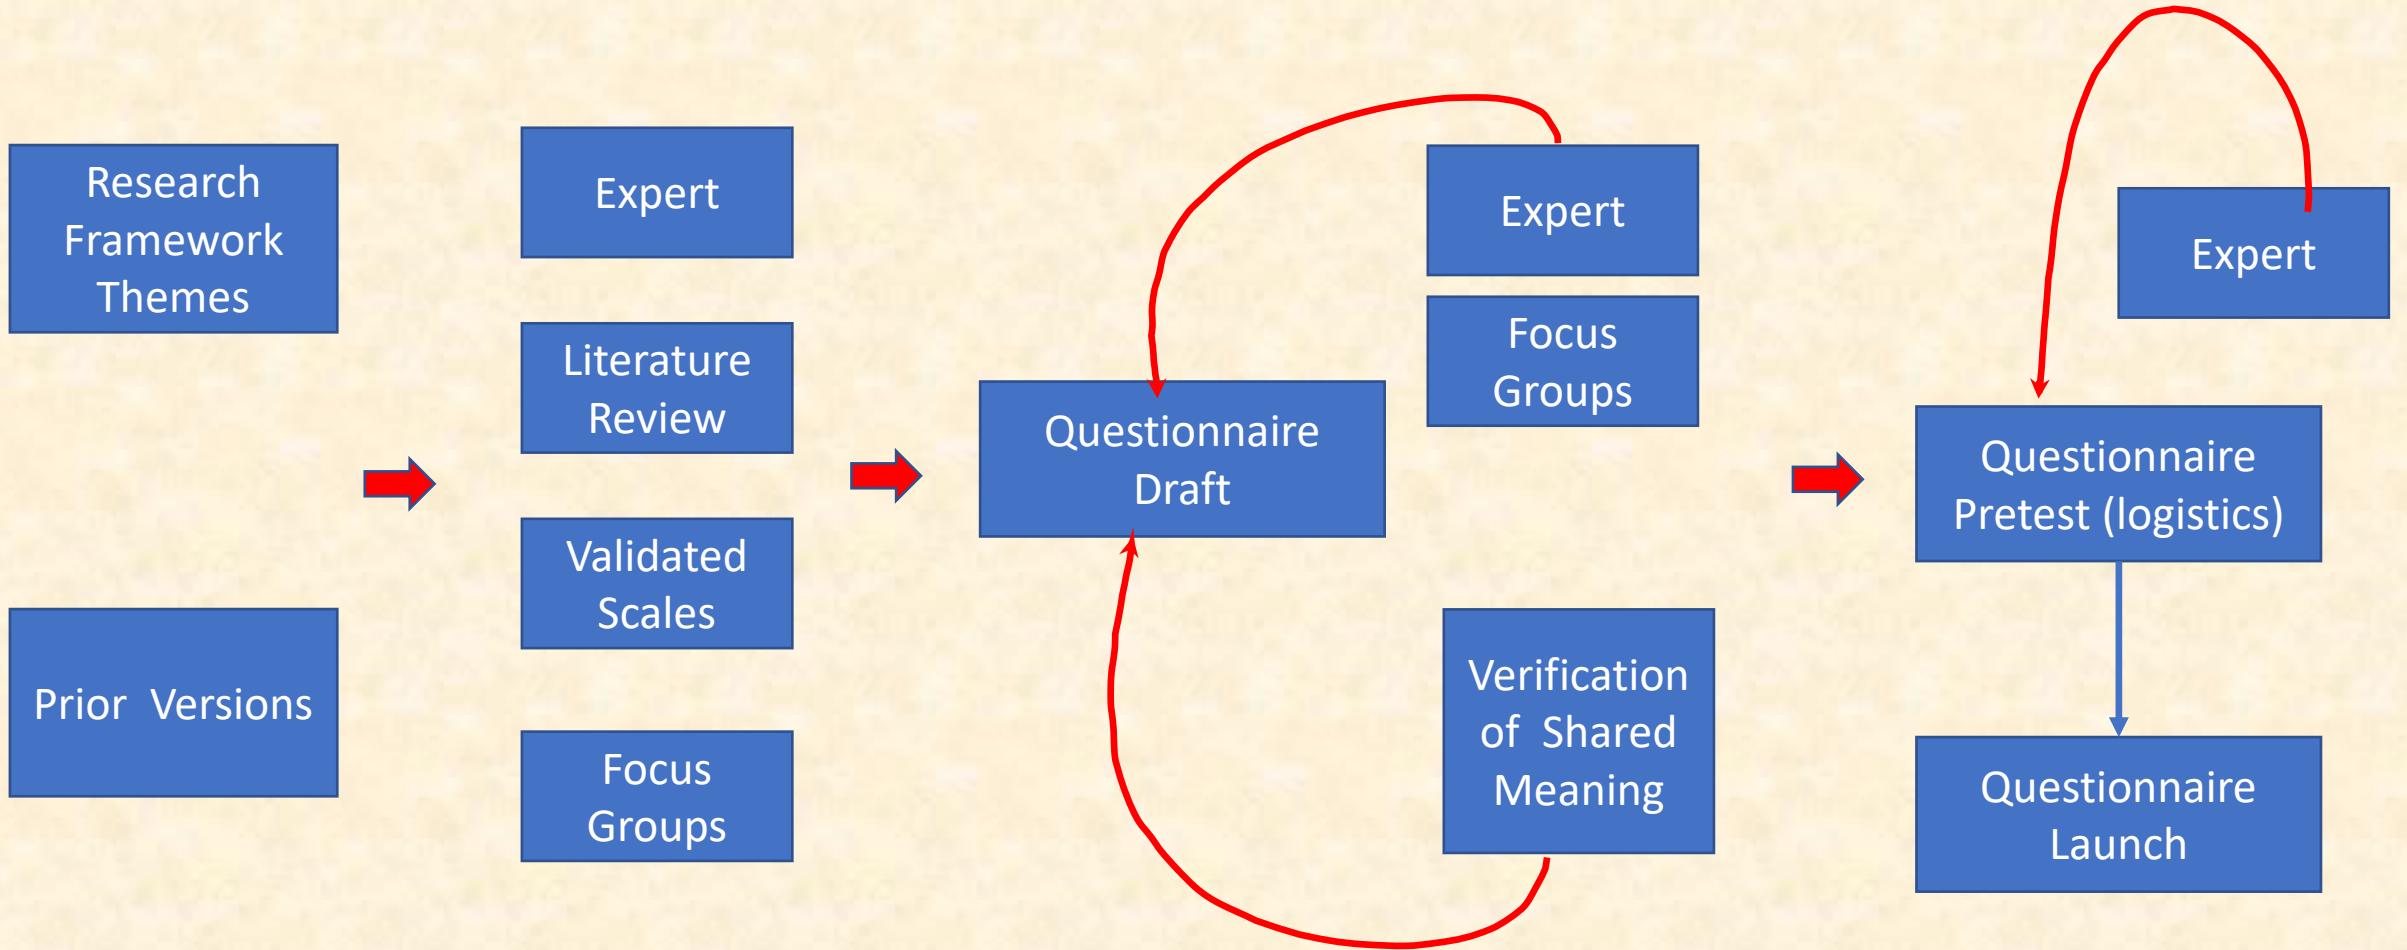 Research
Framework
Themes
Prior  Versions
Expert
Literature
Review
Validated
Scales
Focus
Groups
Questionnaire
Draft
Expert
Focus
Groups
Verification
of  Shared
Meaning
Expert
Questionnaire
Pretest (logistics)
Questionnaire
Launch